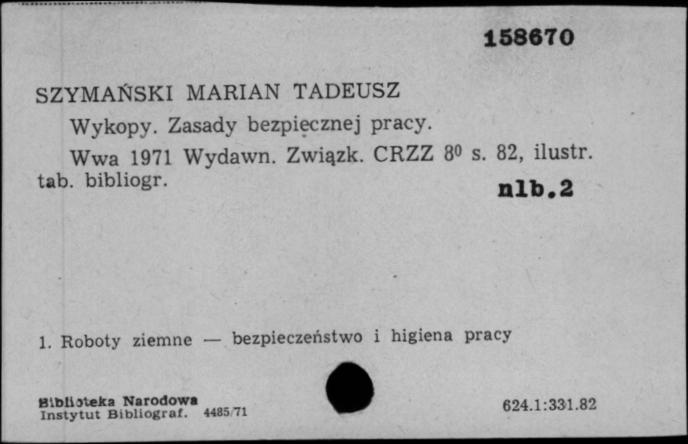 158670
SZYMAŃSKI MARIAN TADEUSZ
Wykopy. Zasady bezpiecznej pracy.
Wwa 1971 Wydawn. Związk. CRZZ 8⁰ s. 82, ilustr.
tab. bibliogr.
nlb.2
1. Roboty ziemne — bezpieczeństwo i higiena pracy
Biblioteka Narodowa
Instytut Bibliograf. 4485/71
624.1:331.82